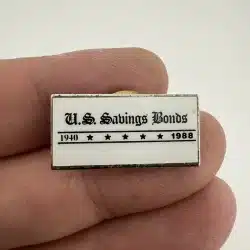 U.S. Savings Bonds
1940 ★ ★ ★ ★ ★ 1988